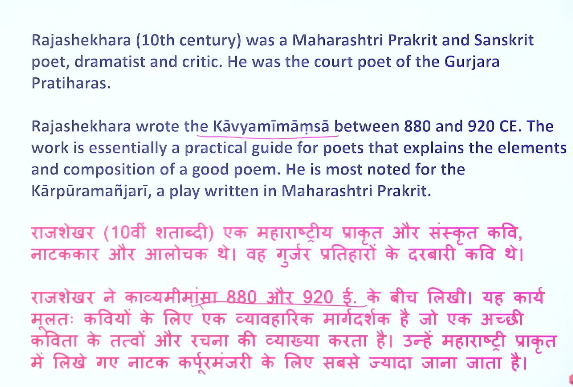 Rajashekhara (10th century) was a Maharashtri Prakrit and Sanskrit
poet, dramatist and critic. He was the court poet of the Gurjara
Pratiharas.
Rajashekhara wrote the Kāvyamīmāṃsā between 880 and 920 CE. The
work is essentially a practical guide for poets that explains the elements
and composition of a good poem. He is most noted for the
Kārpūramañjarī, a play written in Maharashtri Prakrit.
राजशेखर (10वीं शताब्दी) एक महाराष्ट्रीय प्राकृत और संस्कृत कवि,
नाटककार और आलोचक थे। वह गुर्जर प्रतिहारों के दरबारी कवि थे।
राजशेखर ने काव्यमीमांसा 880 और 920 ई. के बीच लिखी। यह कार्य
मूलतः कवियों के लिए एक व्यावहारिक मार्गदर्शक है जो एक अच्छी
कविता के तत्वों और रचना की व्याख्या करता है। उन्हें महाराष्ट्री प्राकृत
में लिखे गए नाटक कर्पूरमंजरी के लिए सबसे ज्यादा जाना जाता है।